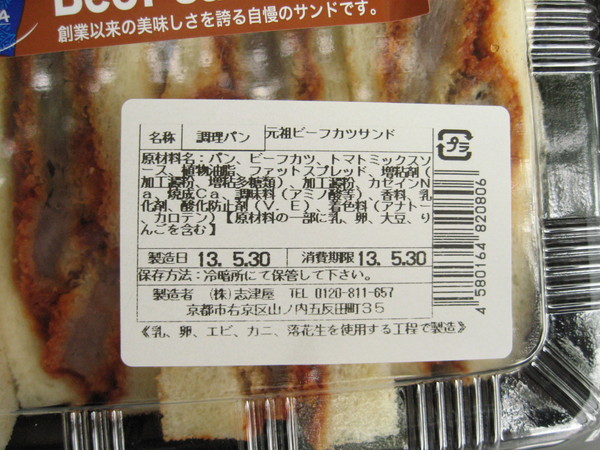 創業以来の美味しさを誇る自慢のサンドです。
名称 調理パン 元祖ビーフカツサンド
プラ
原材料名：パン、ビーフカツ、トマトミックスソ
ース、植物油脂、ファットスプレッド、増粘剤（
加工澱粉、増粘多糖類）、加工澱粉、カゼインN
a、焼成Ca、調味料（アミノ酸等）、香料、乳
化剤、酸化防止剤（V．E）、着色料（アナトー
、カロテン）【原材料の一部に乳、卵、大豆、り
んごを含む】
製造日 13. 5.30 消費期限 13. 5.30
保存方法：冷暗所にて保管して下さい。
製造者 （株）志津屋 TEL 0120-811-657
京都市右京区山ノ内五反田町35
《乳、卵、エビ、カニ、落花生を使用する工程で製造》
4 580164 820806